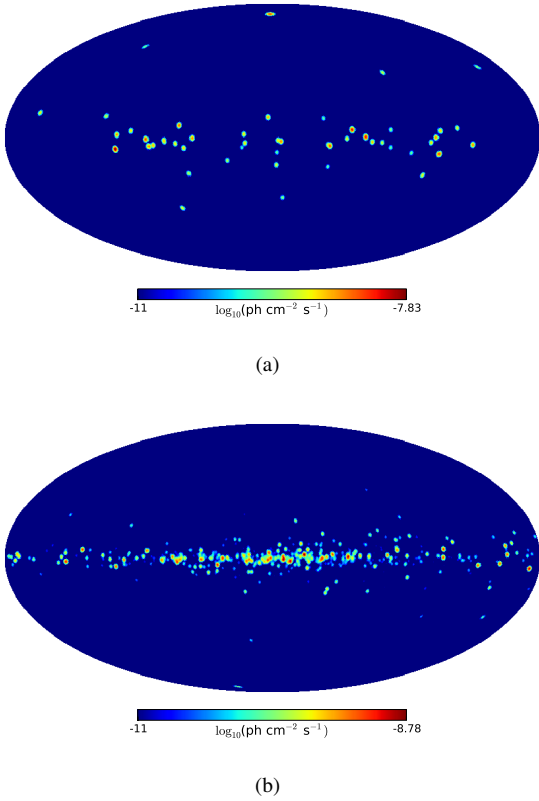 -11 log₁₀(ph cm⁻² s⁻¹) -7.83
(a)
-11 log₁₀(ph cm⁻² s⁻¹) -8.78
(b)